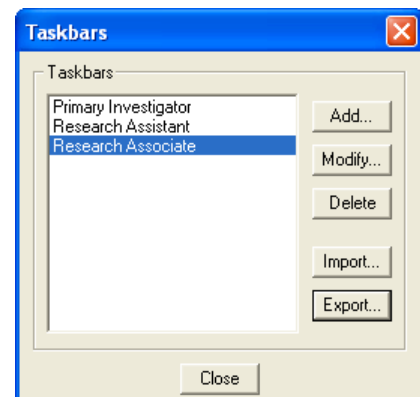 Taskbars
Taskbars
Primary Investigator
Research Assistant
Research Associate
Add...
Modify...
Delete
Import...
Export...
Close